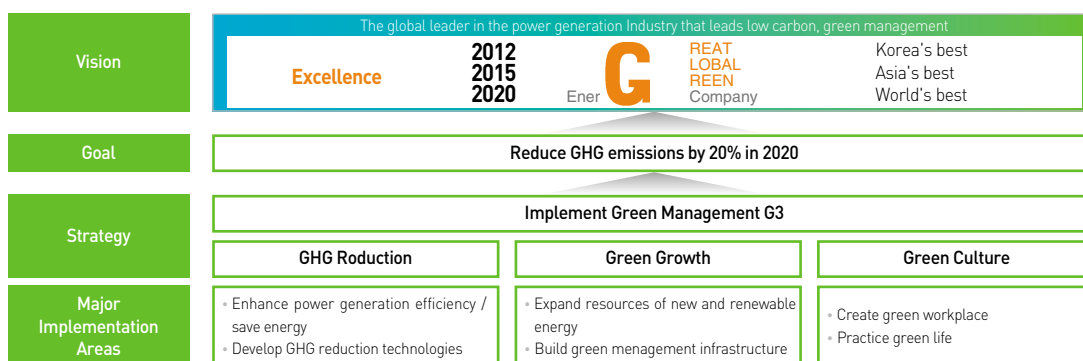 Vision
The global leader in the power generation Industry that leads low carbon, green management
Excellence
2012
2015
2020
Ener G
REAT
LOBAL
REEN
Company
Korea's best
Asia's best
World's best
Goal
Reduce GHG emissions by 20% in 2020
Strategy
Implement Green Management G3
GHG Roduction
Green Growth
Green Culture
Major
Implementation
Areas
• Enhance power generation efficiency /
save energy
• Develop GHG reduction technologies
• Expand resources of new and renewable
energy
• Build green menagement infrastructure
• Create green workplace
• Practice green life